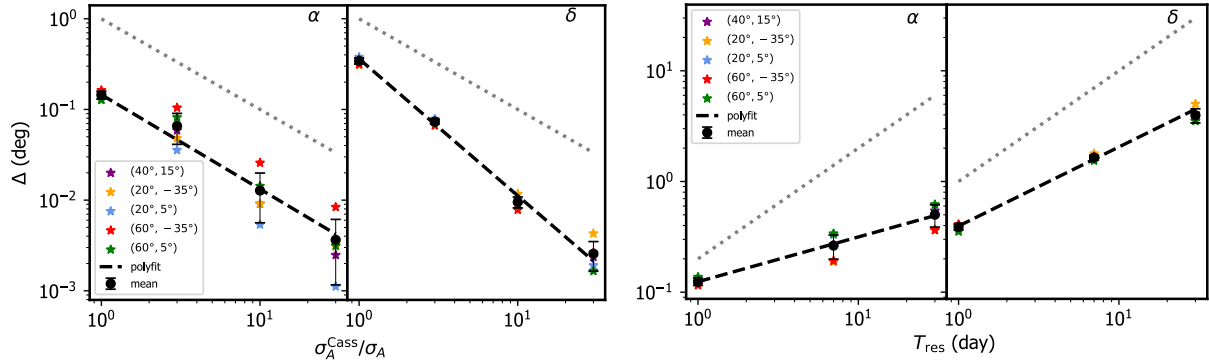 α
δ
10⁰
10⁻¹
10⁻²
10⁻³
Δ (deg)
(40°, 15°)
(20°, −35°)
(20°, 5°)
(60°, −35°)
(60°, 5°)
polyfit
mean
10⁰
10¹
10⁰
10¹
σ_A^Cass/σ_A
α
δ
10¹
10⁰
10⁻¹
(40°, 15°)
(20°, −35°)
(20°, 5°)
(60°, −35°)
(60°, 5°)
polyfit
mean
10⁰
10¹
10⁰
10¹
T_res (day)